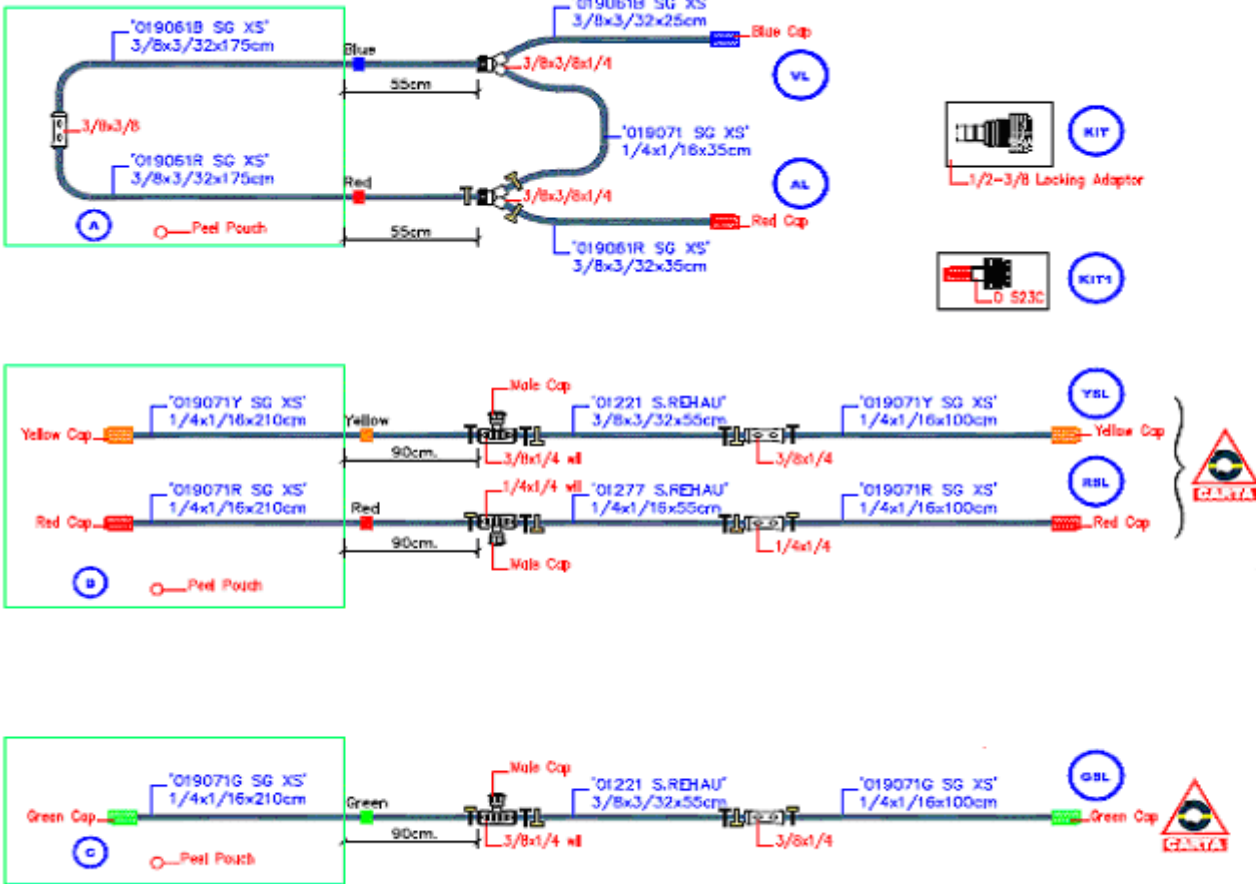 "019061B SG XS"
3/8x3/32x175cm
Blue
55cm
"019061B SG XS"
3/8x3/32x25cm
Blue Cap
3/8x3/8x1/4
VL
3/8x3/8
"019071 SG XS"
1/4x1/16x35cm
KIT
1/2-3/8 Locking Adaptor
"019061R SG XS"
3/8x3/32x175cm
Red
3/8x3/8x1/4
AL
A
Peel Pouch
55cm
Red Cap
"019061R SG XS"
3/8x3/32x35cm
KIT1
D S23C
"019071Y SG XS"
1/4x1/16x210cm
Yellow Cap
Yellow
90cm.
Male Cap
3/8x1/4 wll
"01221 S.REHAU"
3/8x3/32x55cm
3/8x1/4
"019071Y SG XS"
1/4x1/16x100cm
YSL
Yellow Cap
"019071R SG XS"
1/4x1/16x210cm
Red Cap
Red
90cm.
1/4x1/4 wll
Male Cap
"01277 S.REHAU"
1/4x1/16x55cm
1/4x1/4
"019071R SG XS"
1/4x1/16x100cm
RSL
Red Cap
CARTA
B
Peel Pouch
"019071G SG XS"
1/4x1/16x210cm
Green Cap
Green
90cm.
Male Cap
3/8x1/4 wll
"01221 S.REHAU"
3/8x3/32x55cm
3/8x1/4
"019071G SG XS"
1/4x1/16x100cm
GSL
Green Cap
CARTA
C
Peel Pouch